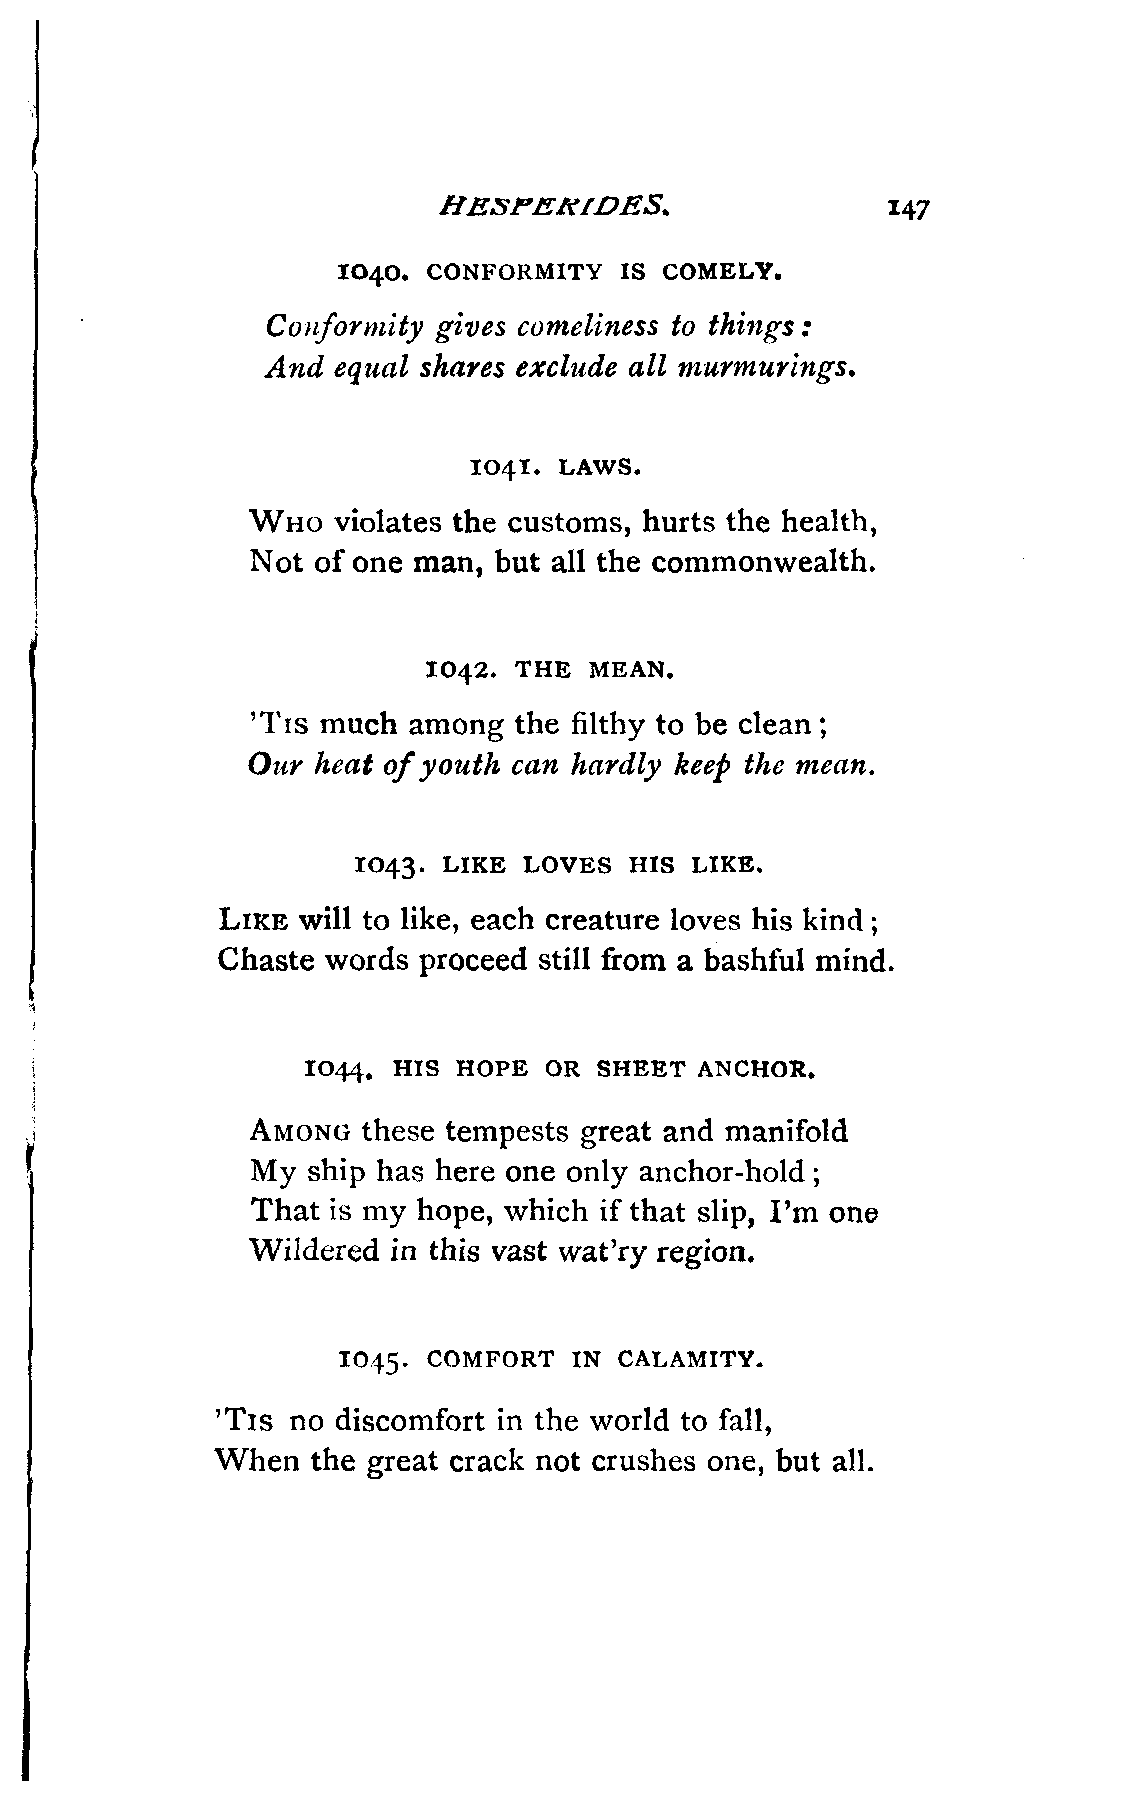 HESPERIDES. 147
1040. CONFORMITY IS COMELY.
Conformity gives comeliness to things:
And equal shares exclude all murmurings.
1041. LAWS.
WHO violates the customs, hurts the health,
Not of one man, but all the commonwealth.
1042. THE MEAN.
'TIS much among the filthy to be clean;
Our heat of youth can hardly keep the mean.
1043. LIKE LOVES HIS LIKE.
LIKE will to like, each creature loves his kind;
Chaste words proceed still from a bashful mind.
1044. HIS HOPE OR SHEET ANCHOR.
AMONG these tempests great and manifold
My ship has here one only anchor-hold;
That is my hope, which if that slip, I'm one
Wildered in this vast wat'ry region.
1045. COMFORT IN CALAMITY.
'TIS no discomfort in the world to fall,
When the great crack not crushes one, but all.